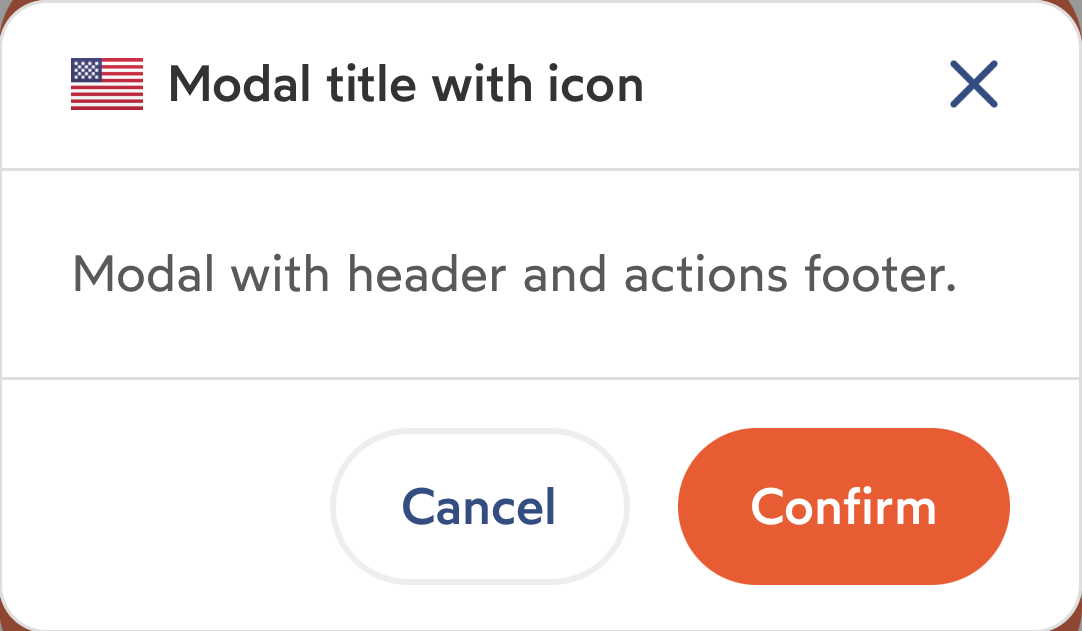 Modal title with icon
Modal with header and actions footer.
Cancel
Confirm